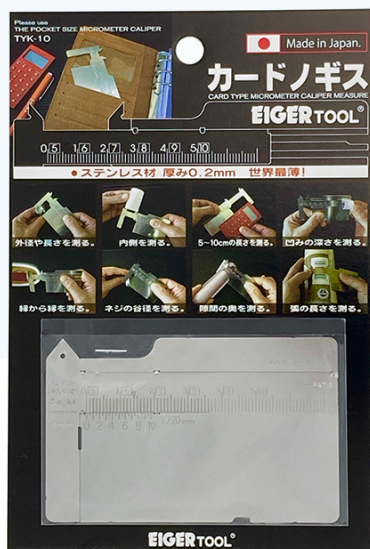 Please use
THE POCKET SIZE MICROMETER CALIPER
TYK-10
Made in Japan.
カードノギス
CARD TYPE MICROMETER CALIPER MEASURE
EIGER TOOL®
0 5 1 6 2 7 3 8 4 9 5 10
●ステンレス材 厚み0.2mm 世界最薄!
外径や長さを測る。
内側を測る。
5~10cmの長さを測る。
凹みの深さを測る。
縁から縁を測る。
ネジの谷径を測る。
隙間の奥を測る。
弧の長さを測る。
0 2 4 6 8 10 1/20mm
EIGER TOOL®